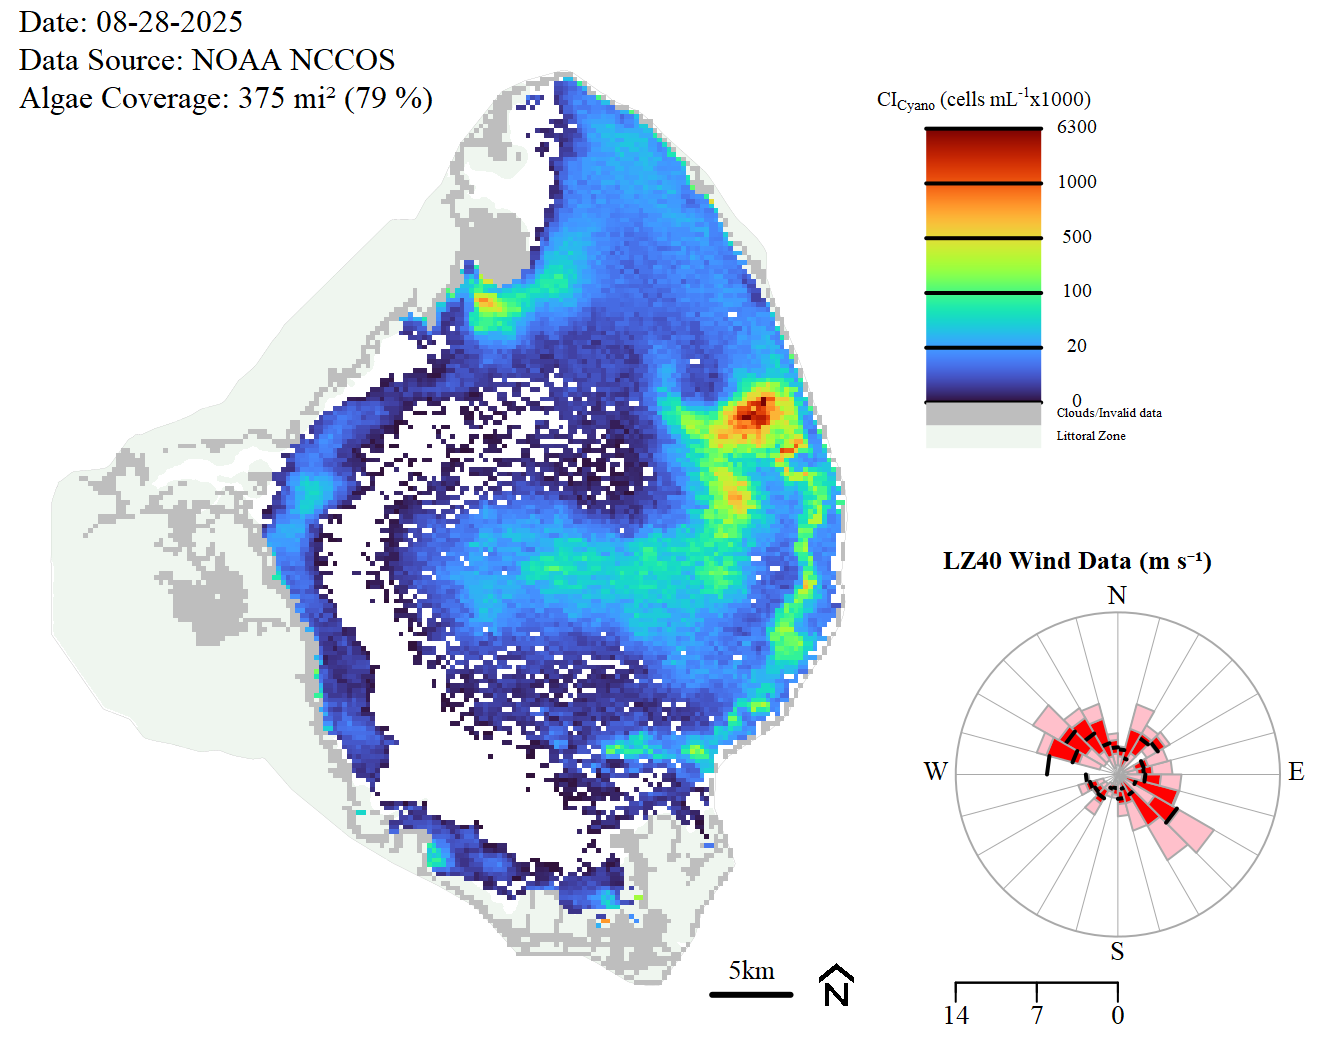 Date: 08-28-2025
Data Source: NOAA NCCOS
Algae Coverage: 375 mi² (79 %)
CI_Cyano (cells mL⁻¹x1000)
6300
1000
500
100
20
0
Clouds/Invalid data
Littoral Zone
LZ40 Wind Data (m s⁻¹)
N
W
E
S
5km
N
14
7
0